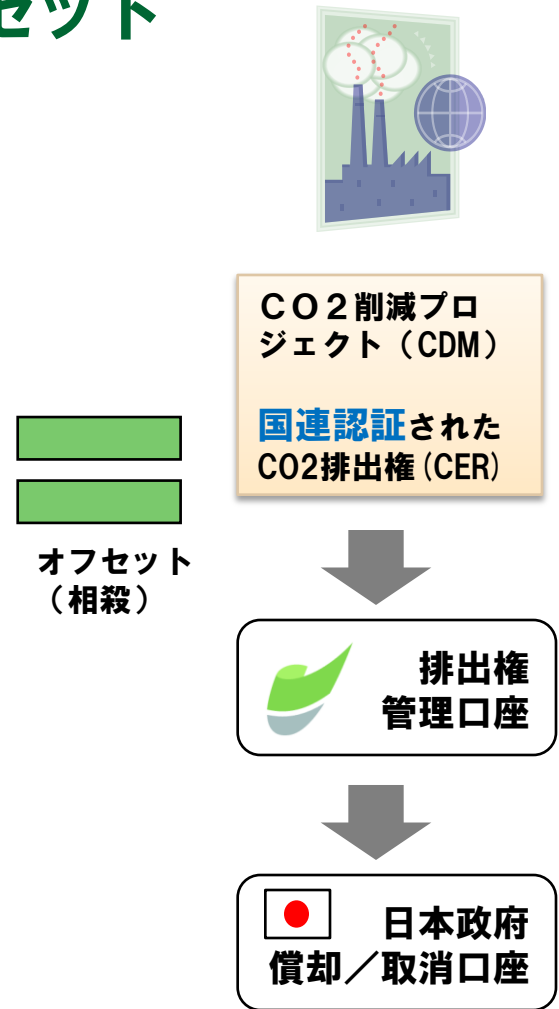 セット
ＣＯ２削減プロ
ジェクト（CDM）
国連認証された
CO2排出権(CER)
オフセット
（相殺）
排出権
管理口座
日本政府
償却／取消口座